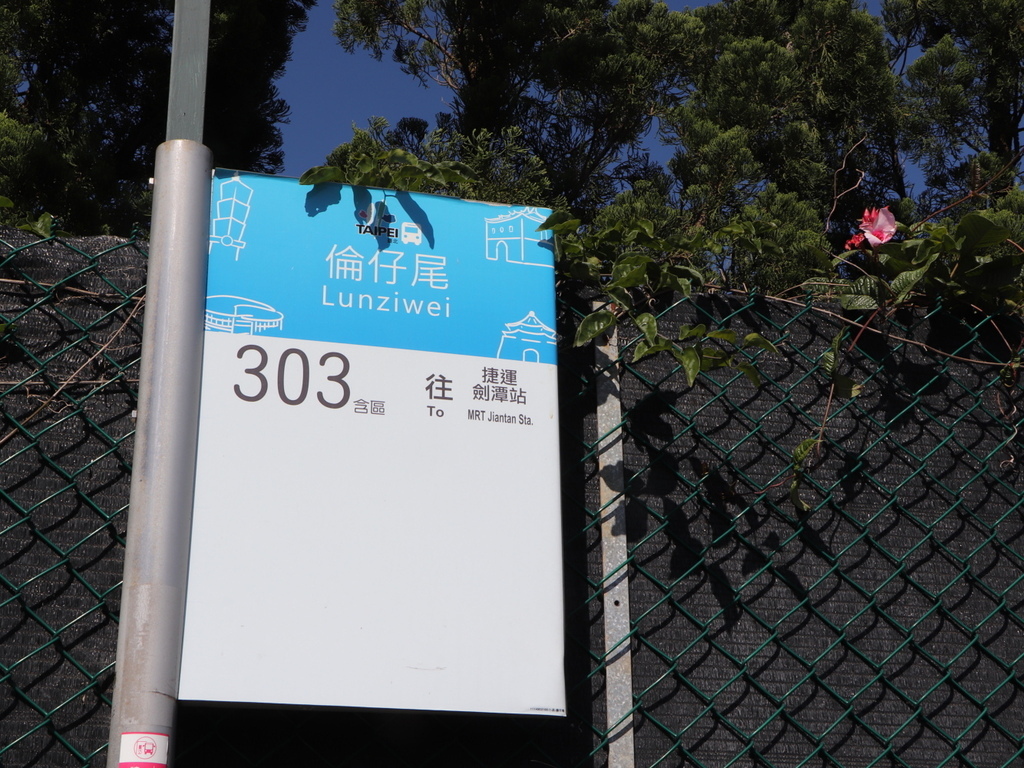 TAIPEI
倫仔尾
Lunziwei
303 含區
往
To
捷運
劍潭站
MRT Jiantan Sta.